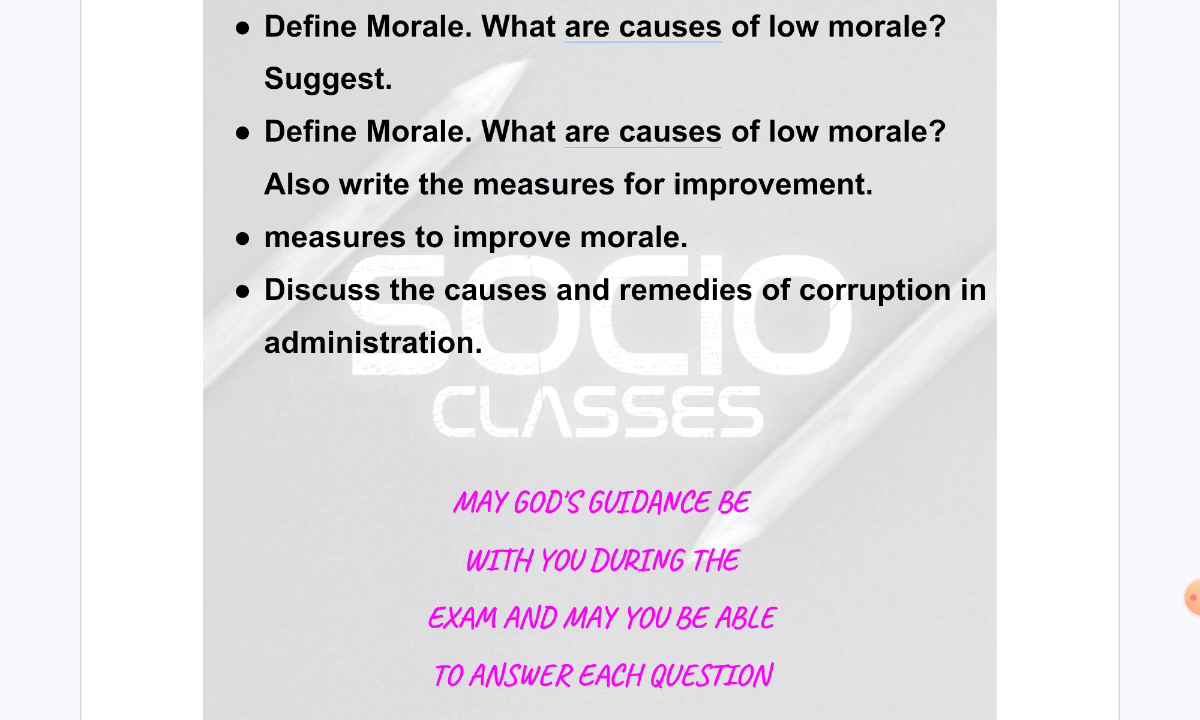 ● Define Morale. What are causes of low morale?
Suggest.
● Define Morale. What are causes of low morale?
Also write the measures for improvement.
● measures to improve morale.
● Discuss the causes and remedies of corruption in
administration.
SOCIO
CLASSES
MAY GOD'S GUIDANCE BE
WITH YOU DURING THE
EXAM AND MAY YOU BE ABLE
TO ANSWER EACH QUESTION